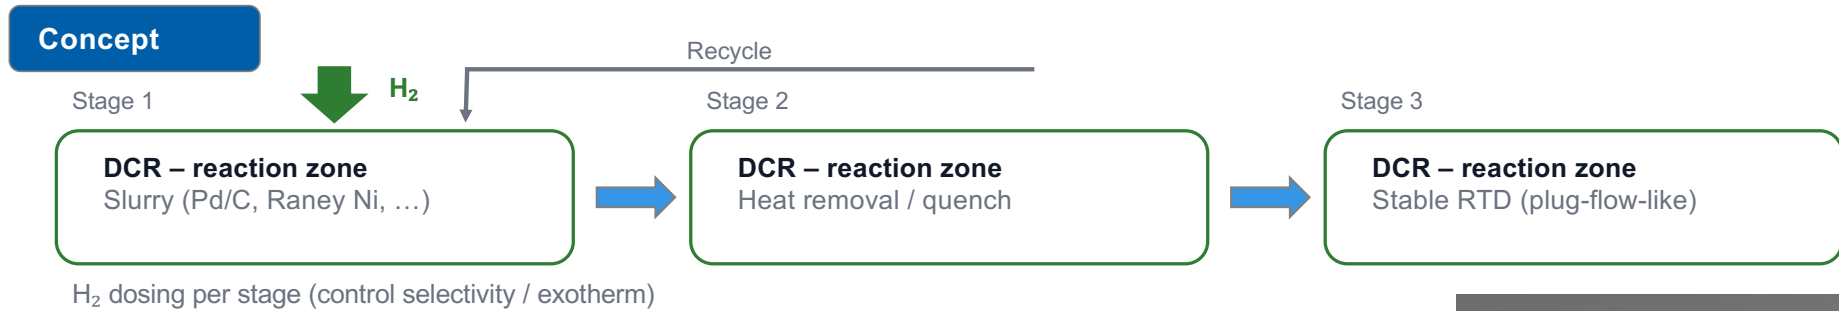 Concept
Recycle
H₂
Stage 1
Stage 2
Stage 3
DCR – reaction zone
Slurry (Pd/C, Raney Ni, …)
DCR – reaction zone
Heat removal / quench
DCR – reaction zone
Stable RTD (plug-flow-like)
H₂ dosing per stage (control selectivity / exotherm)